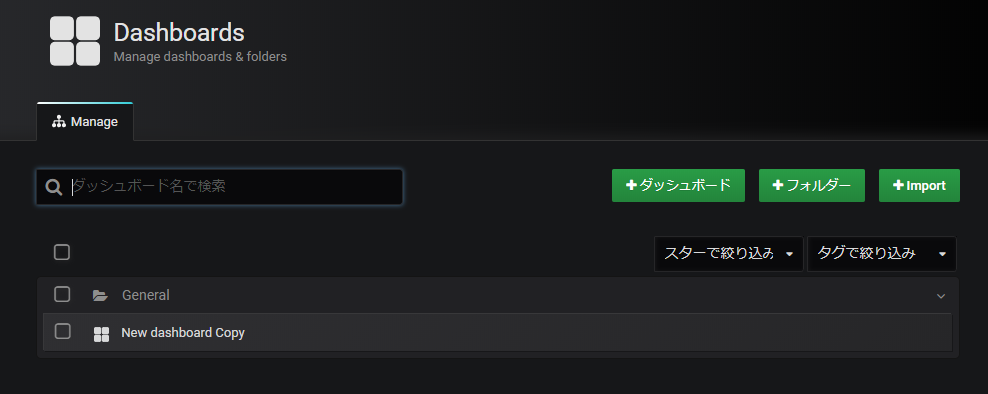 Dashboards
Manage dashboards & folders
Manage
ダッシュボード名で検索
+ダッシュボード
+フォルダー
+Import
スターで絞り込み
タグで絞り込み
General
New dashboard Copy